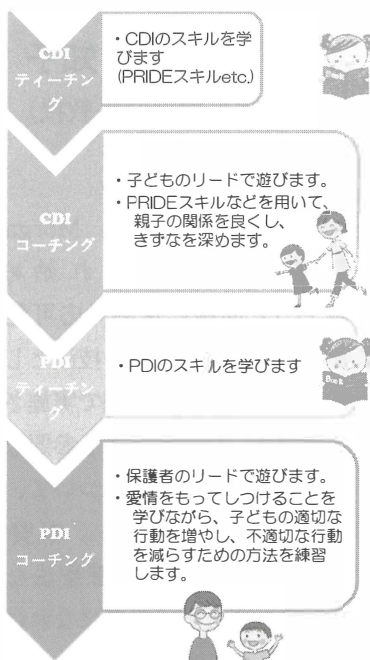 CDI
ティーチン
グ
・CDIのスキルを学
びます
(PRIDEスキルetc.)
Book
CDI
コーチング
・子どものリードで遊びます。
・PRIDEスキルなどを用いて、
親子の関係を良くし、
きずなを深めます。
PDI
ティーチン
グ
・PDIのスキルを学びます
Book
PDI
コーチング
・保護者のリードで遊びます。
・愛情をもってしつけることを
学びながら、子どもの適切な
行動を増やし、不適切な行動
を減らすための方法を練習
します。